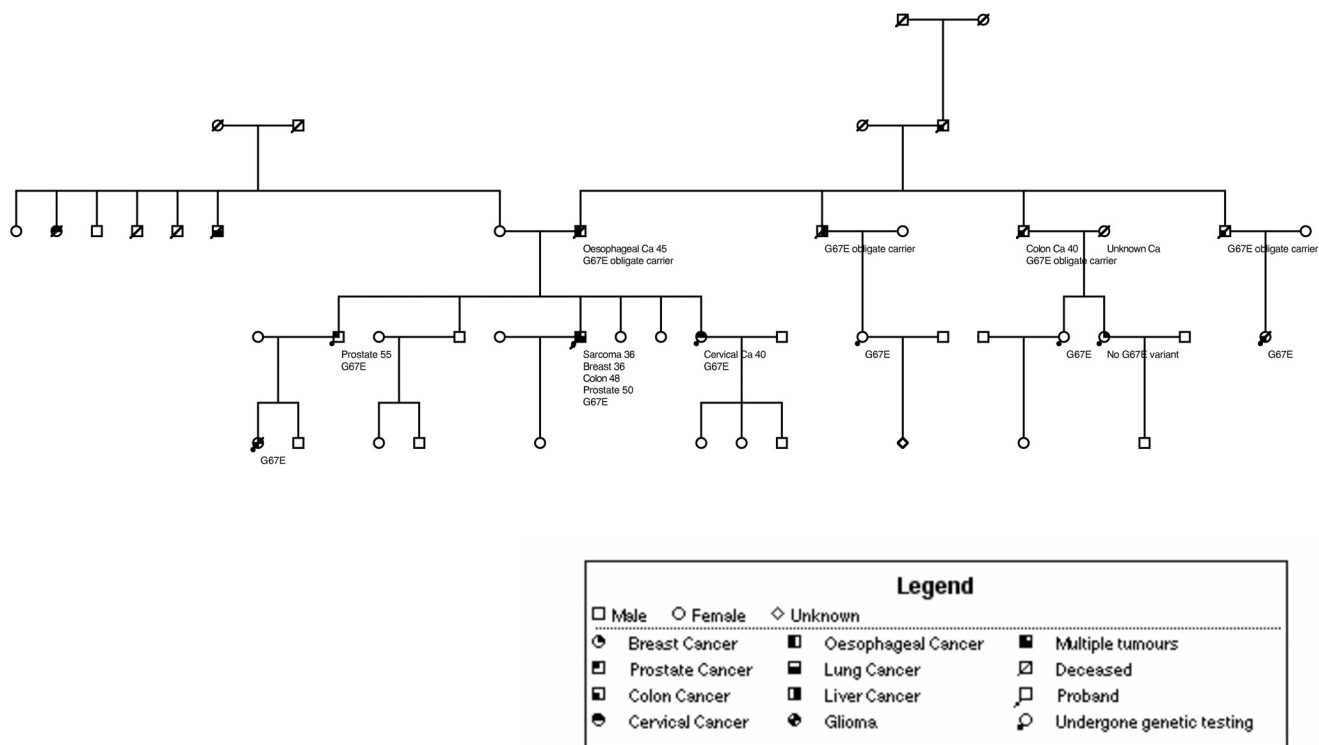 Oesophageal Ca 45
G67E obligate carrier
G67E obligate carrier
Colon Ca 40
G67E obligate carrier
Unknown Ca
G67E obligate carrier
Prostate 55
G67E
Sarcoma 36
Breast 36
Colon 48
Prostate 50
G67E
Cervical Ca 40
G67E
G67E
G67E
No G67E variant
G67E
G67E
Legend
Male Female Unknown
Breast Cancer Oesophageal Cancer Multiple tumours
Prostate Cancer Lung Cancer Deceased
Colon Cancer Liver Cancer Proband
Cervical Cancer Glioma Undergone genetic testing